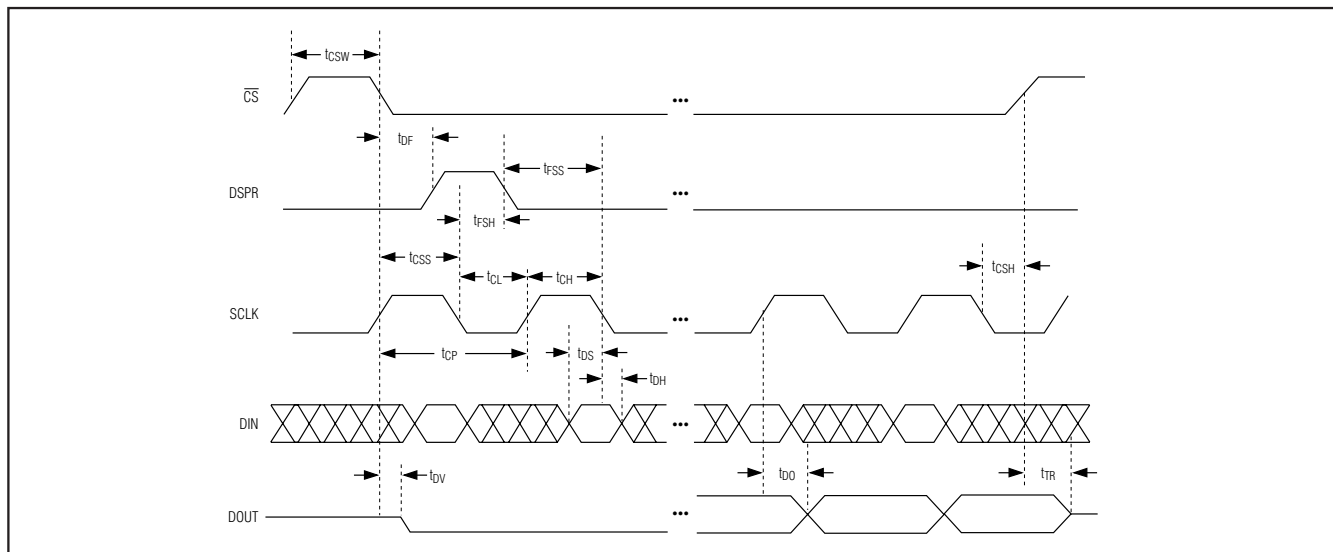 tCSW
CS
•••
tDF
tFSS
DSPR
•••
tFSH
tCSS
tCL
tCH
tCSH
SCLK
•••
tCP
tDS
tDH
DIN
•••
tDV
tDO
tTR
DOUT
•••